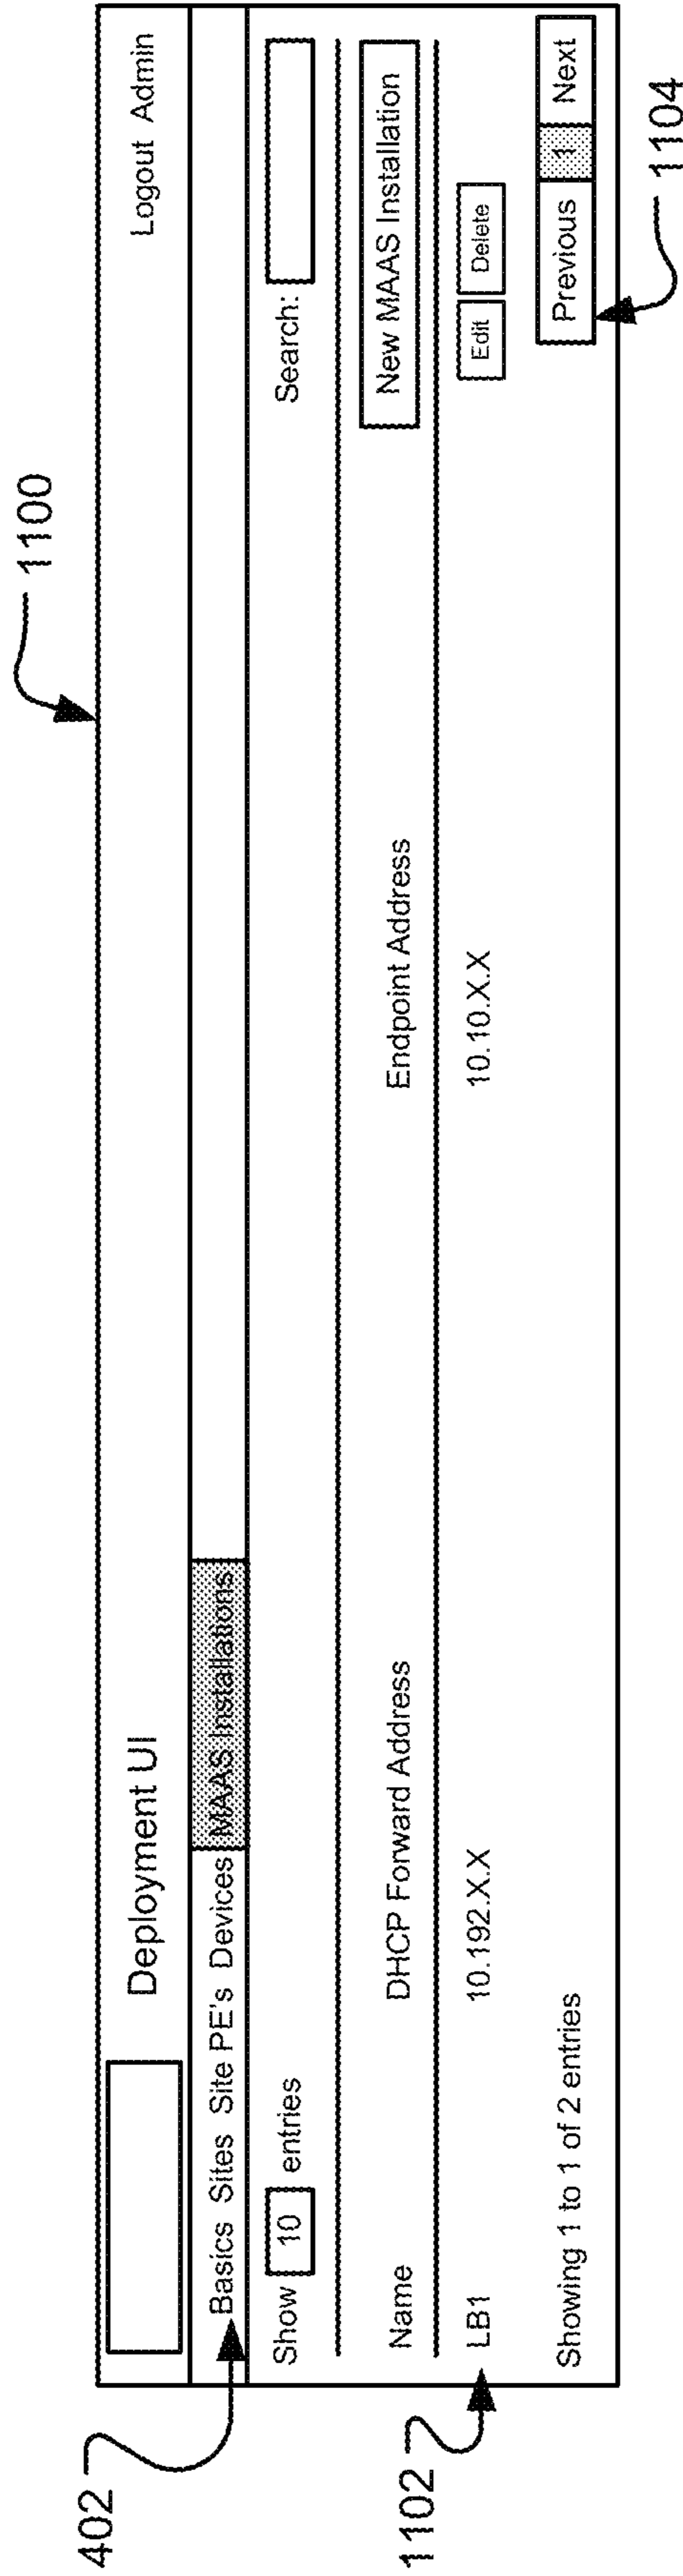 1100
Deployment UI Logout Admin
402
Basics Sites Site PE's Devices MAAS Installations
Show 10 entries Search:
Name DHCP Forward Address Endpoint Address New MAAS Installation
1102
LB1 10.192.X.X 10.10.X.X Edit Delete
Showing 1 to 1 of 2 entries Previous 1 Next
1104